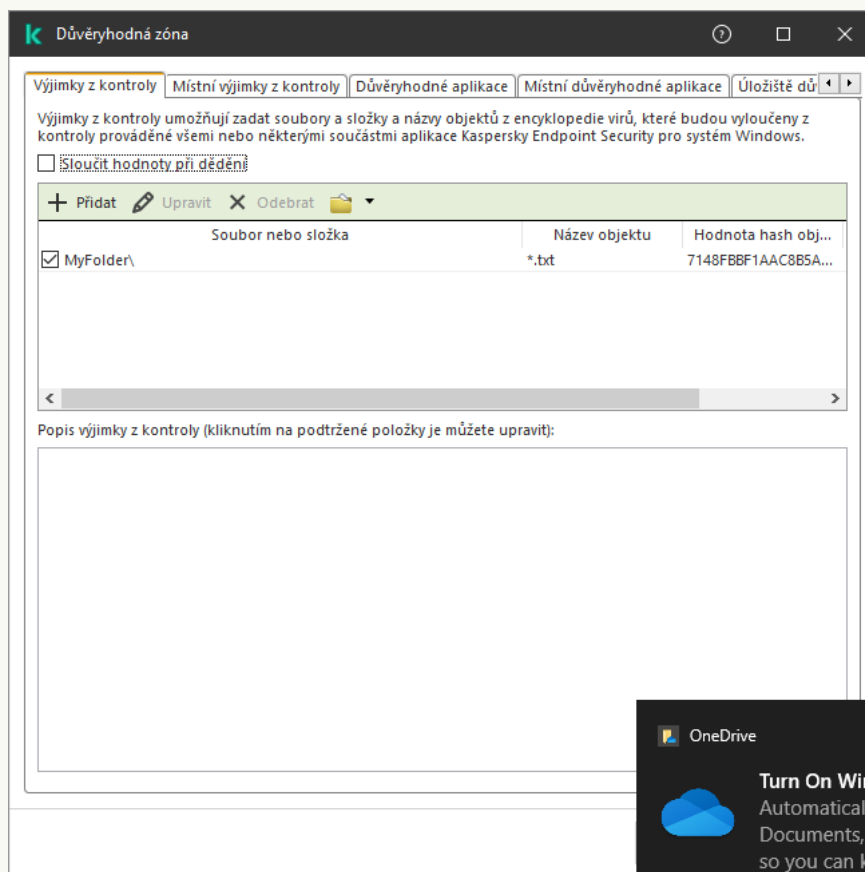 Důvěryhodná zóna
Výjimky z kontroly Místní výjimky z kontroly Důvěryhodné aplikace Místní důvěryhodné aplikace Úložiště dů
Výjimky z kontroly umožňují zadat soubory a složky a názvy objektů z encyklopedie virů, které budou vyloučeny z
kontroly prováděné všemi nebo některými součástmi aplikace Kaspersky Endpoint Security pro systém Windows.
Sloučit hodnoty při dědění
Přidat Upravit Odebrat
Soubor nebo složka Název objektu Hodnota hash obj...
MyFolder\ *.txt 7148FBBF1AAC8B5A...
Popis výjimky z kontroly (kliknutím na podtržené položky je můžete upravit):
OneDrive
Turn On Wi
Automatical
Documents,
so you can k